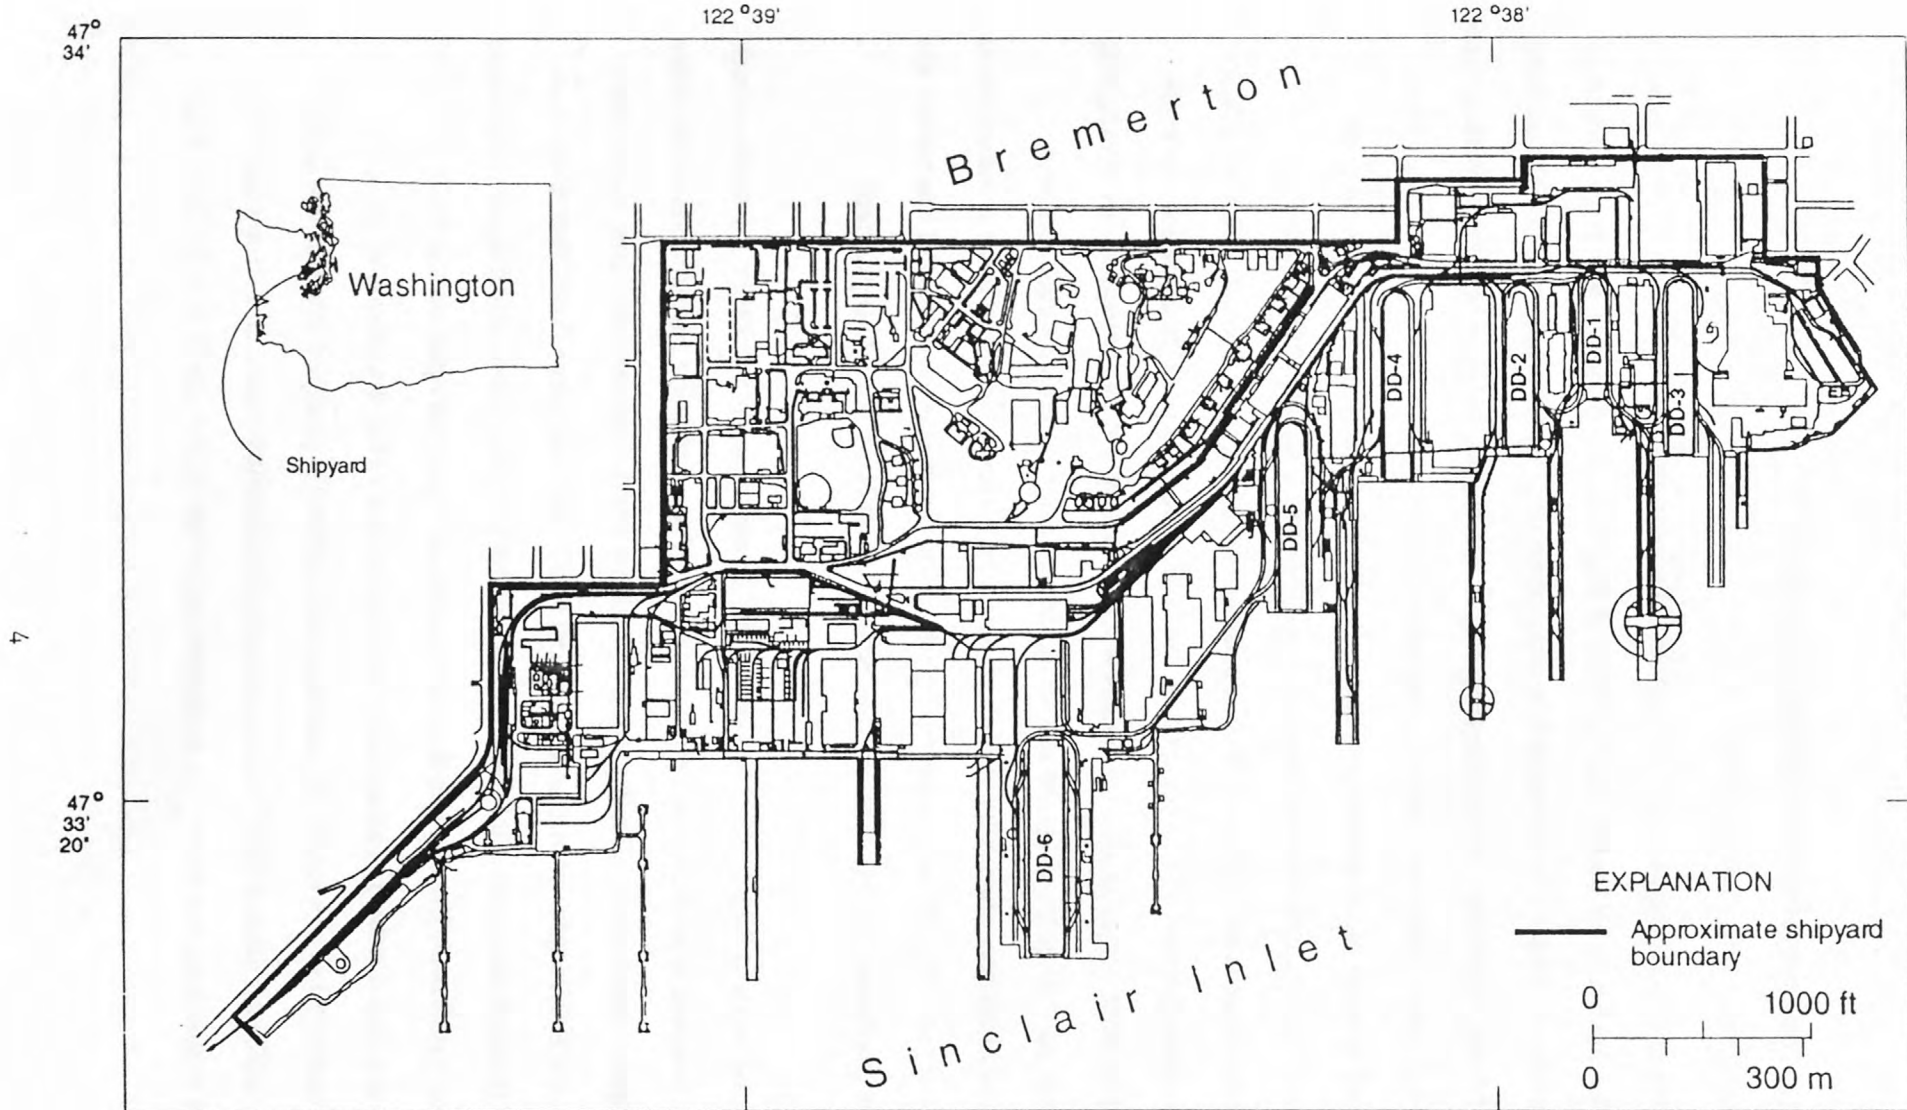 122 °39'
122 °38'
47°
34'
Bremerton
Washington
Shipyard
DD-4
DD-2
DD-1
DD-3
DD-5
4
47°
33'
20"
DD-6
EXPLANATION
Approximate shipyard
boundary
Sinclair Inlet
0 1000 ft
0 300 m